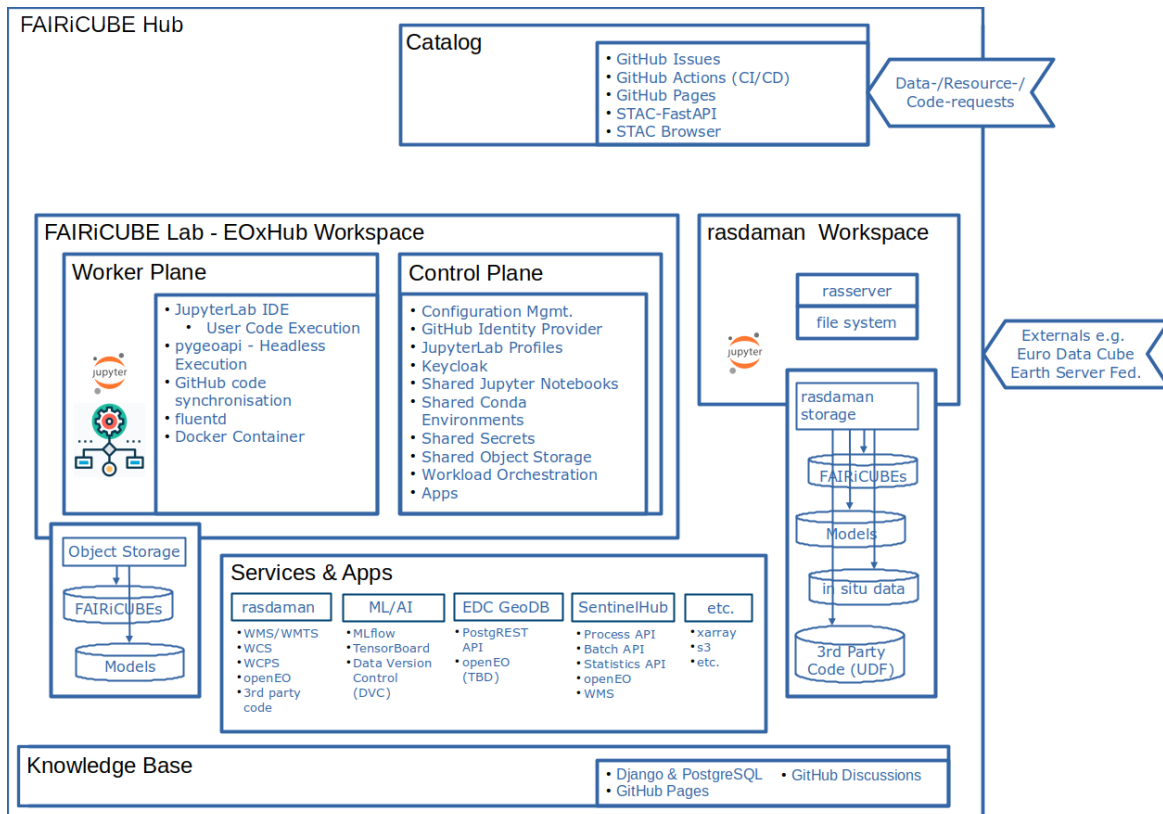 FAIRiCUBE Hub
Catalog
• GitHub Issues
• GitHub Actions (CI/CD)
• GitHub Pages
• STAC-FastAPI
• STAC Browser
Data-/Resource-/
Code-requests
FAIRiCUBE Lab - EOxHub Workspace
Worker Plane
• JupyterLab IDE
• User Code Execution
• pygeoapi - Headless
Execution
• GitHub code
synchronisation
• fluentd
• Docker Container
jupyter
Control Plane
• Configuration Mgmt.
• GitHub Identity Provider
• JupyterLab Profiles
• Keycloak
• Shared Jupyter Notebooks
• Shared Conda
Environments
• Shared Secrets
• Shared Object Storage
• Workload Orchestration
• Apps
rasdaman Workspace
rasserver
file system
jupyter
Externals e.g.
Euro Data Cube
Earth Server Fed.
rasdaman
storage
FAIRiCUBEs
Models
in situ data
3rd Party
Code (UDF)
Object Storage
FAIRiCUBEs
Models
Services & Apps
rasdaman
• WMS/WMTS
• WCS
• WCPS
• openEO
• 3rd party
code
ML/AI
• MLflow
• TensorBoard
• Data Version
Control
(DVC)
EDC GeoDB
• PostgREST
API
• openEO
(TBD)
SentinelHub
• Process API
• Batch API
• Statistics API
• openEO
• WMS
etc.
• xarray
• s3
• etc.
Knowledge Base
• Django & PostgreSQL
• GitHub Discussions
• GitHub Pages